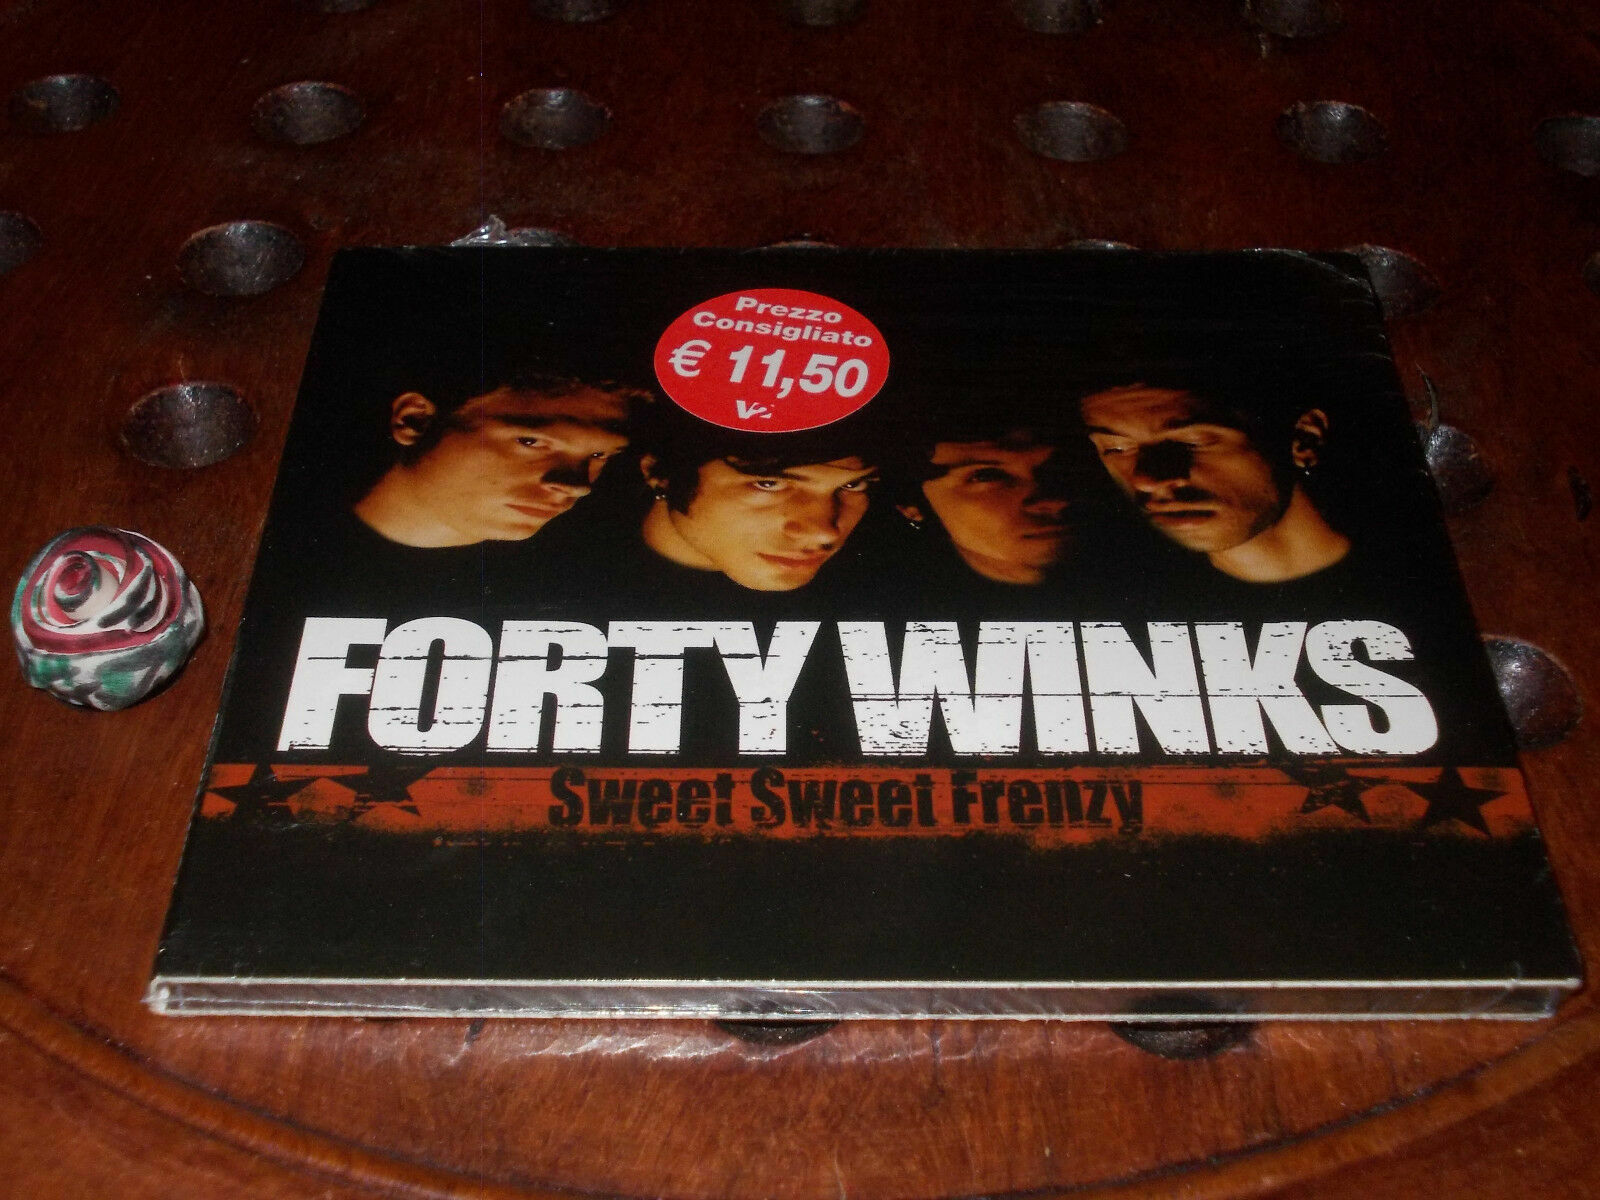 Prezzo
Consigliato
€ 11,50
V2
FORTY WINKS
Sweet Sweet Frenzy